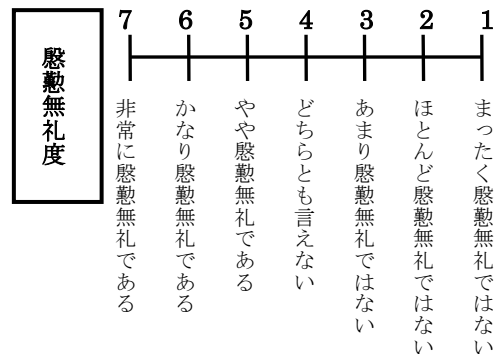 慇懃無礼度
7 6 5 4 3 2 1
まったく慇懃無礼ではない
ほとんど慇懃無礼ではない
あまり慇懃無礼ではない
どちらとも言えない
やや慇懃無礼である
かなり慇懃無礼である
非常に慇懃無礼である